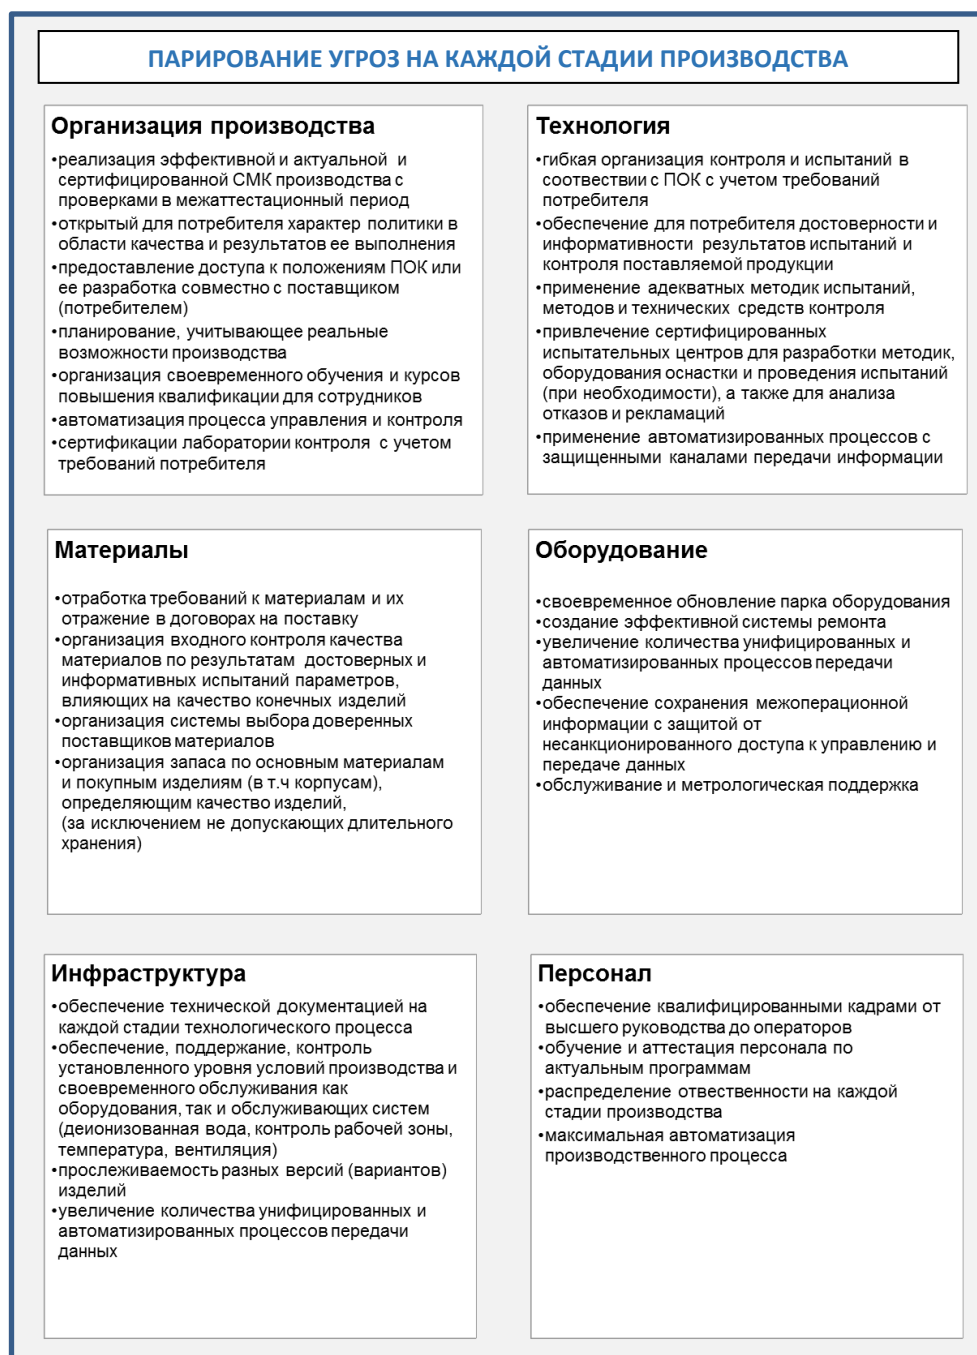 ПАРИРОВАНИЕ УГРОЗ НА КАЖДОЙ СТАДИИ ПРОИЗВОДСТВА
Организация производства
•реализация эффективной и актуальной и
сертифицированной СМК производства с
проверками в межаттестационный период
•открытый для потребителя характер политики в
области качества и результатов ее выполнения
•предоставление доступа к положениям ПОК или
ее разработка совместно с поставщиком
(потребителем)
•планирование, учитывающее реальные
возможности производства
•организация своевременного обучения и курсов
повышения квалификации для сотрудников
•автоматизация процесса управления и контроля
•сертификации лаборатории контроля с учетом
требований потребителя
Технология
•гибкая организация контроля и испытаний в
соотвествии с ПОК с учетом требований
потребителя
•обеспечение для потребителя достоверности и
информативности результатов испытаний и
контроля поставляемой продукции
•применение адекватных методик испытаний,
методов и технических средств контроля
•привлечение сертифицированных
испытательных центров для разработки методик,
оборудования оснастки и проведения испытаний
(при необходимости), а также для анализа
отказов и рекламаций
•применение автоматизированных процессов с
защищенными каналами передачи информации
Материалы
•отработка требований к материалам и их
отражение в договорах на поставку
•организация входного контроля качества
материалов по результатам достоверных и
информативных испытаний параметров,
влияющих на качество конечных изделий
•организация системы выбора доверенных
поставщиков материалов
•организация запаса по основным материалам
и покупным изделиям (в т.ч корпусам),
определяющим качество изделий,
(за исключением не допускающих длительного
хранения)
Оборудование
•своевременное обновление парка оборудования
•создание эффективной системы ремонта
•увеличение количества унифицированных и
автоматизированных процессов передачи
данных
•обеспечение сохранения межоперационной
информации с защитой от
несанкционированного доступа к управлению и
передаче данных
•обслуживание и метрологическая поддержка
Инфраструктура
•обеспечение технической документацией на
каждой стадии технологического процесса
•обеспечение, поддержание, контроль
установленного уровня условий производства и
своевременного обслуживания как
оборудования, так и обслуживающих систем
(деионизованная вода, контроль рабочей зоны,
температура, вентиляция)
•прослеживаемость разных версий (вариантов)
изделий
•увеличение количества унифицированных и
автоматизированных процессов передачи
данных
Персонал
•обеспечение квалифицированными кадрами от
высшего руководства до операторов
•обучение и аттестация персонала по
актуальным программам
•распределение отвественности на каждой
стадии производства
•максимальная автоматизация
производственного процесса